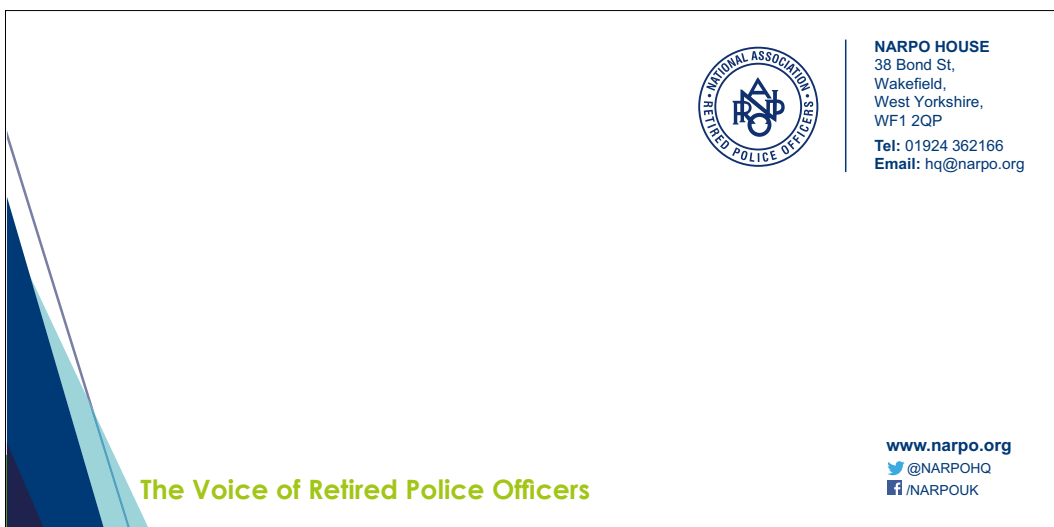 NATIONAL ASSOCIATION
RETIRED POLICE OFFICERS
NARPO
NARPO HOUSE
38 Bond St,
Wakefield,
West Yorkshire,
WF1 2QP
Tel: 01924 362166
Email: hq@narpo.org
www.narpo.org
@NARPOHQ
/NARPOUK
The Voice of Retired Police Officers